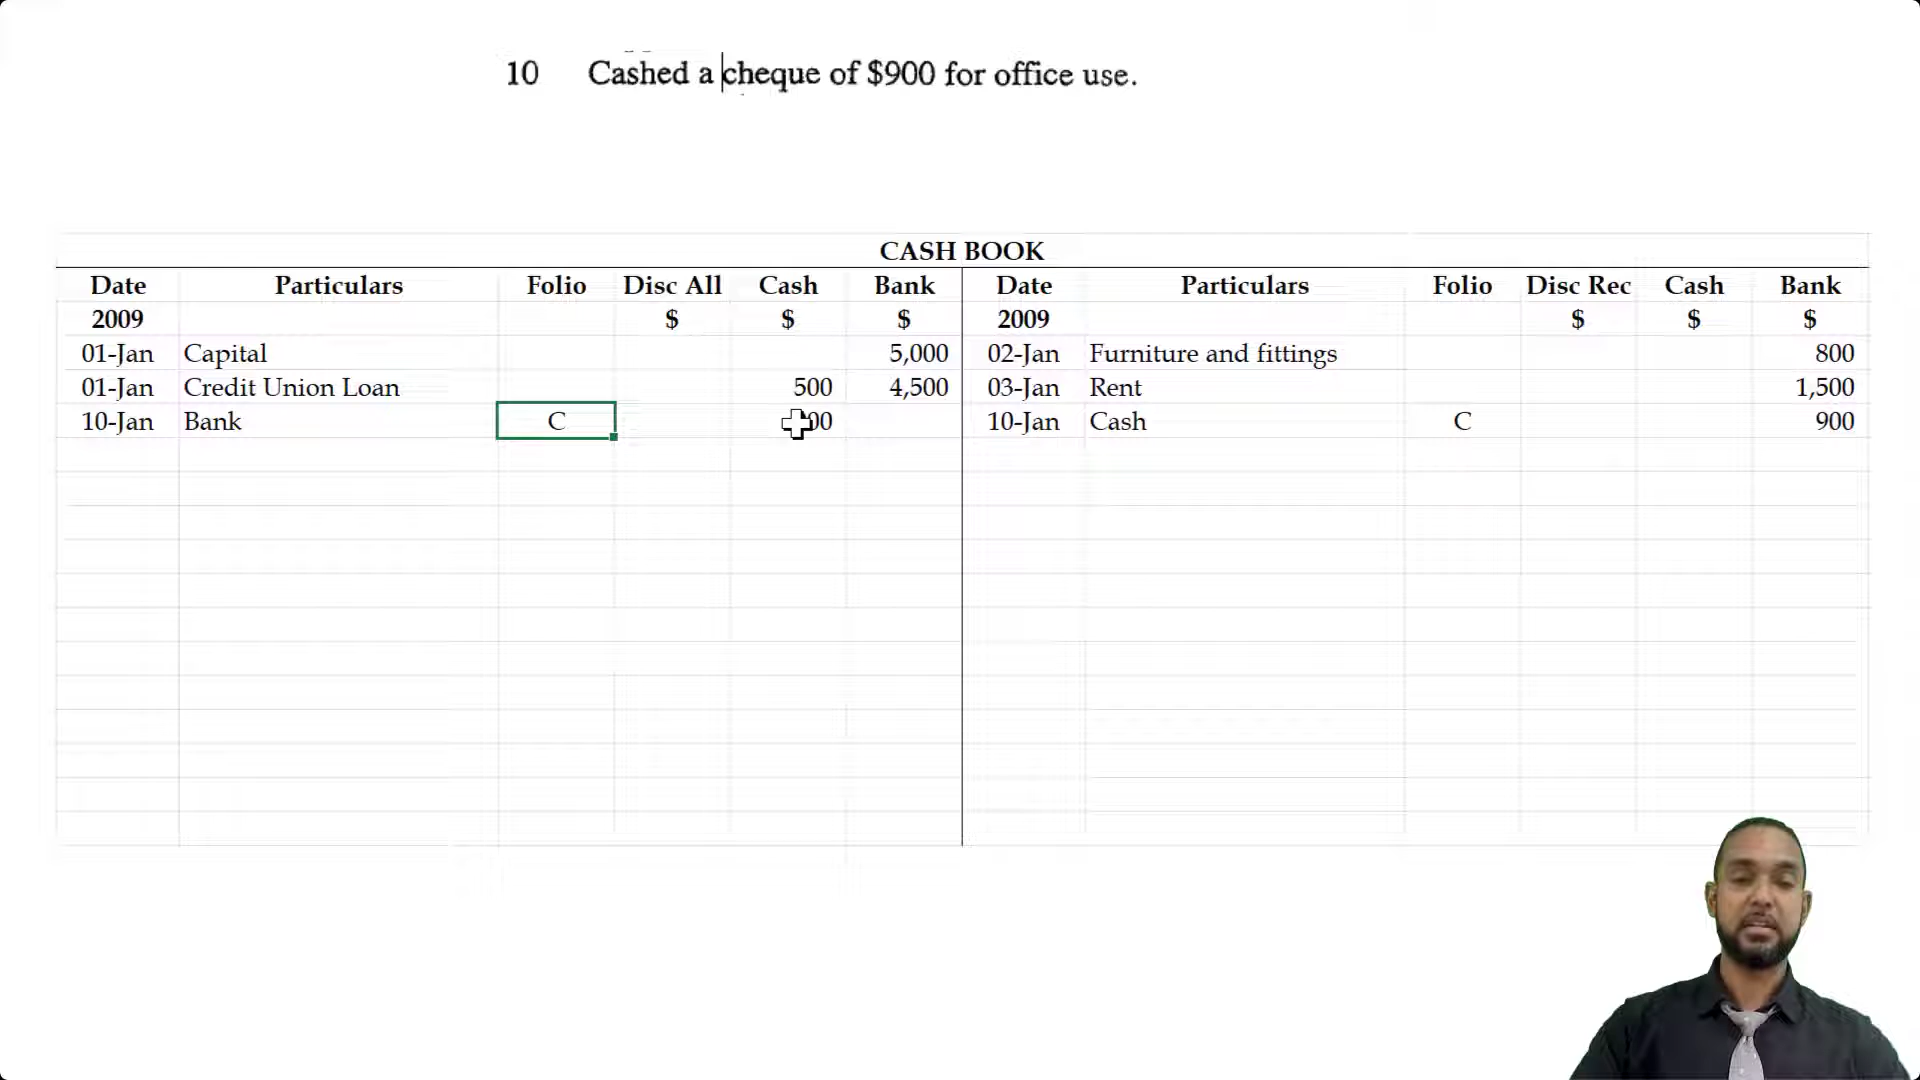 10 Cashed a cheque of $900 for office use.
CASH BOOK
Date Particulars Folio Disc All Cash Bank Date Particulars Folio Disc Rec Cash Bank
2009 $ $ $ 2009 $ $ $
01-Jan Capital 5,000 02-Jan Furniture and fittings 800
01-Jan Credit Union Loan 500 4,500 03-Jan Rent 1,500
10-Jan Bank C 10-Jan Cash C 900